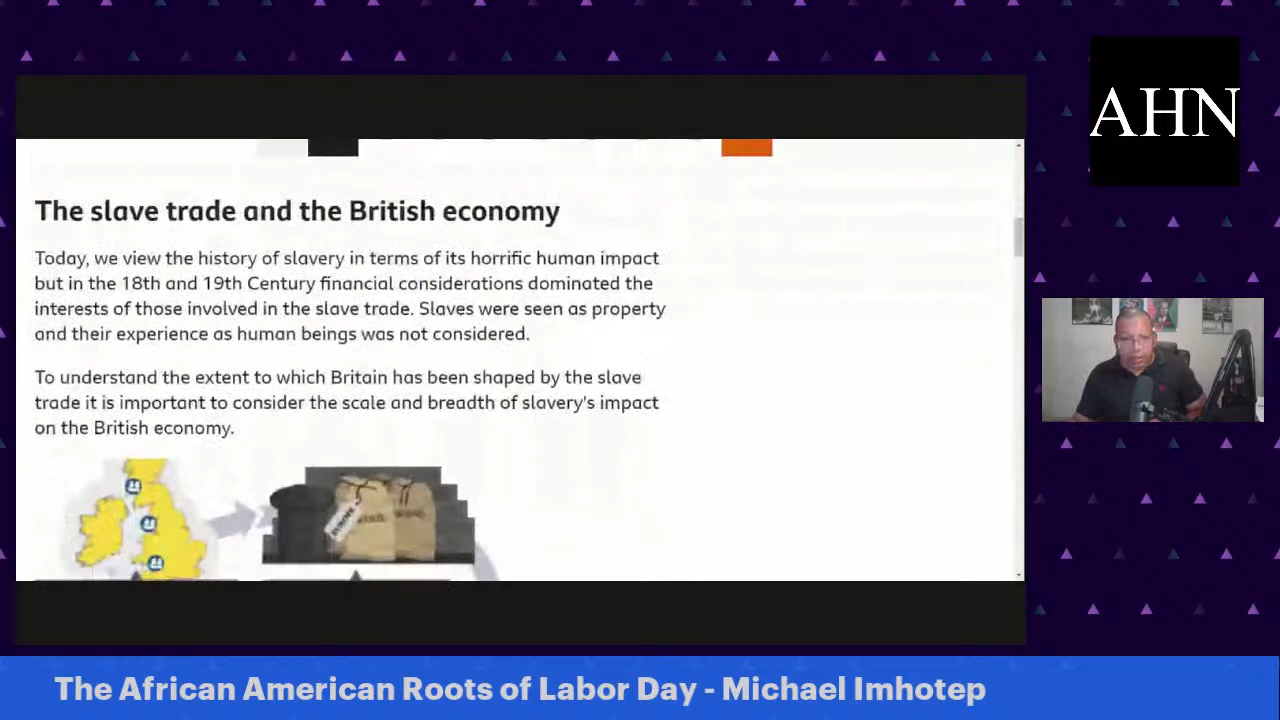 AHN
The slave trade and the British economy
Today, we view the history of slavery in terms of its horrific human impact
but in the 18th and 19th Century financial considerations dominated the
interests of those involved in the slave trade. Slaves were seen as property
and their experience as human beings was not considered.
To understand the extent to which Britain has been shaped by the slave
trade it is important to consider the scale and breadth of slavery's impact
on the British economy.
The African American Roots of Labor Day - Michael Imhotep